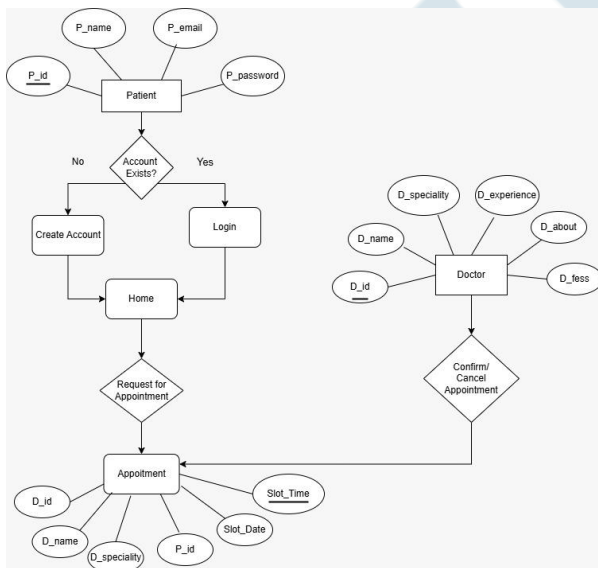 P_name
P_email
P_id
P_password
Patient
No
Account
Exists?
Yes
Create Account
Login
Home
Request for
Appointment
D_speciality
D_experience
D_name
D_about
D_id
Doctor
D_fess
Confirm/
Cancel
Appointment
Appoitment
Slot_Time
D_id
Slot_Date
D_name
D_speciality
P_id